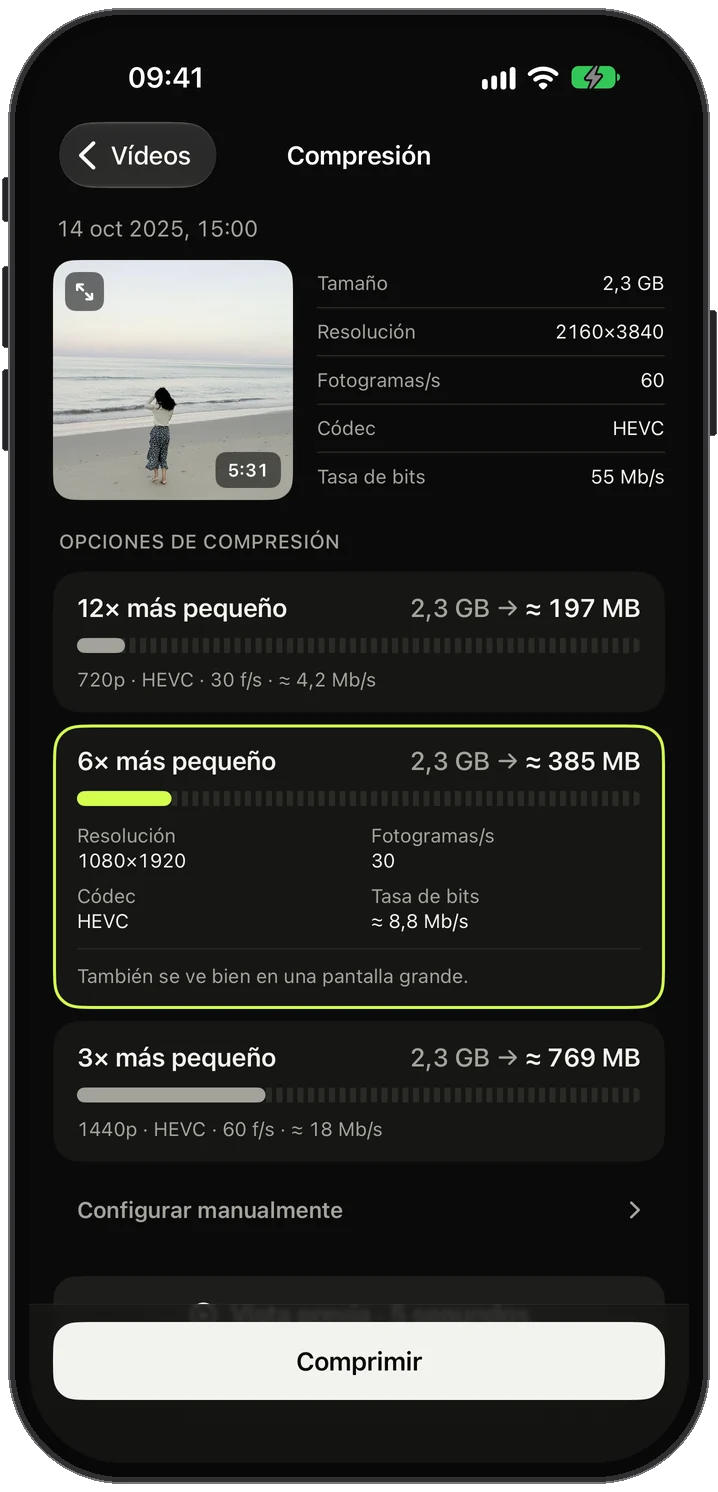 09:41
Vídeos
Compresión
14 oct 2025, 15:00
5:31
Tamaño 2,3 GB
Resolución 2160×3840
Fotogramas/s 60
Códec HEVC
Tasa de bits 55 Mb/s
OPCIONES DE COMPRESIÓN
12× más pequeño 2,3 GB → ≈ 197 MB
720p · HEVC · 30 f/s · ≈ 4,2 Mb/s
6× más pequeño 2,3 GB → ≈ 385 MB
Resolución Fotogramas/s
1080×1920 30
Códec Tasa de bits
HEVC ≈ 8,8 Mb/s
También se ve bien en una pantalla grande.
3× más pequeño 2,3 GB → ≈ 769 MB
1440p · HEVC · 60 f/s · ≈ 18 Mb/s
Configurar manualmente
Comprimir